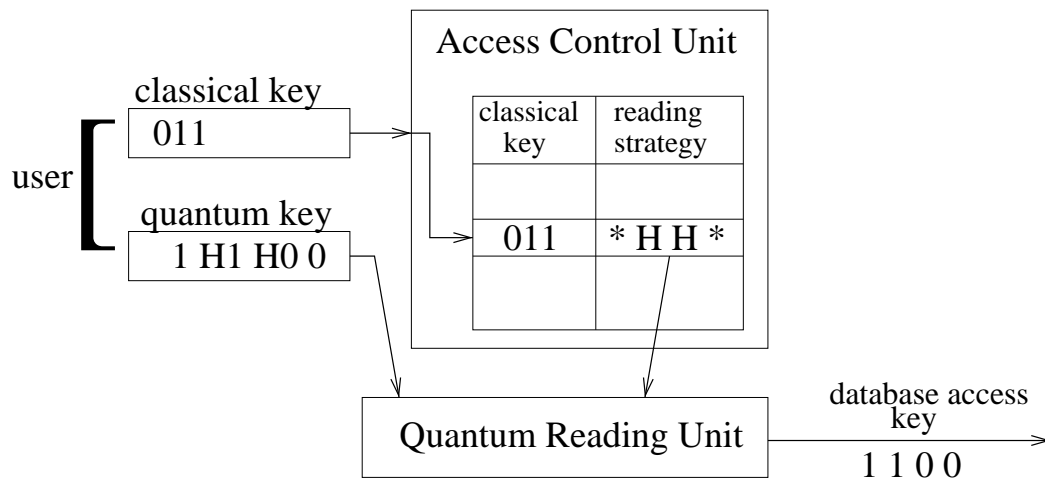 Access Control Unit
classical key
011
user
quantum key
1 H1 H0 0
classical
key
reading
strategy
011
* H H *
Quantum Reading Unit
database access
key
1 1 0 0